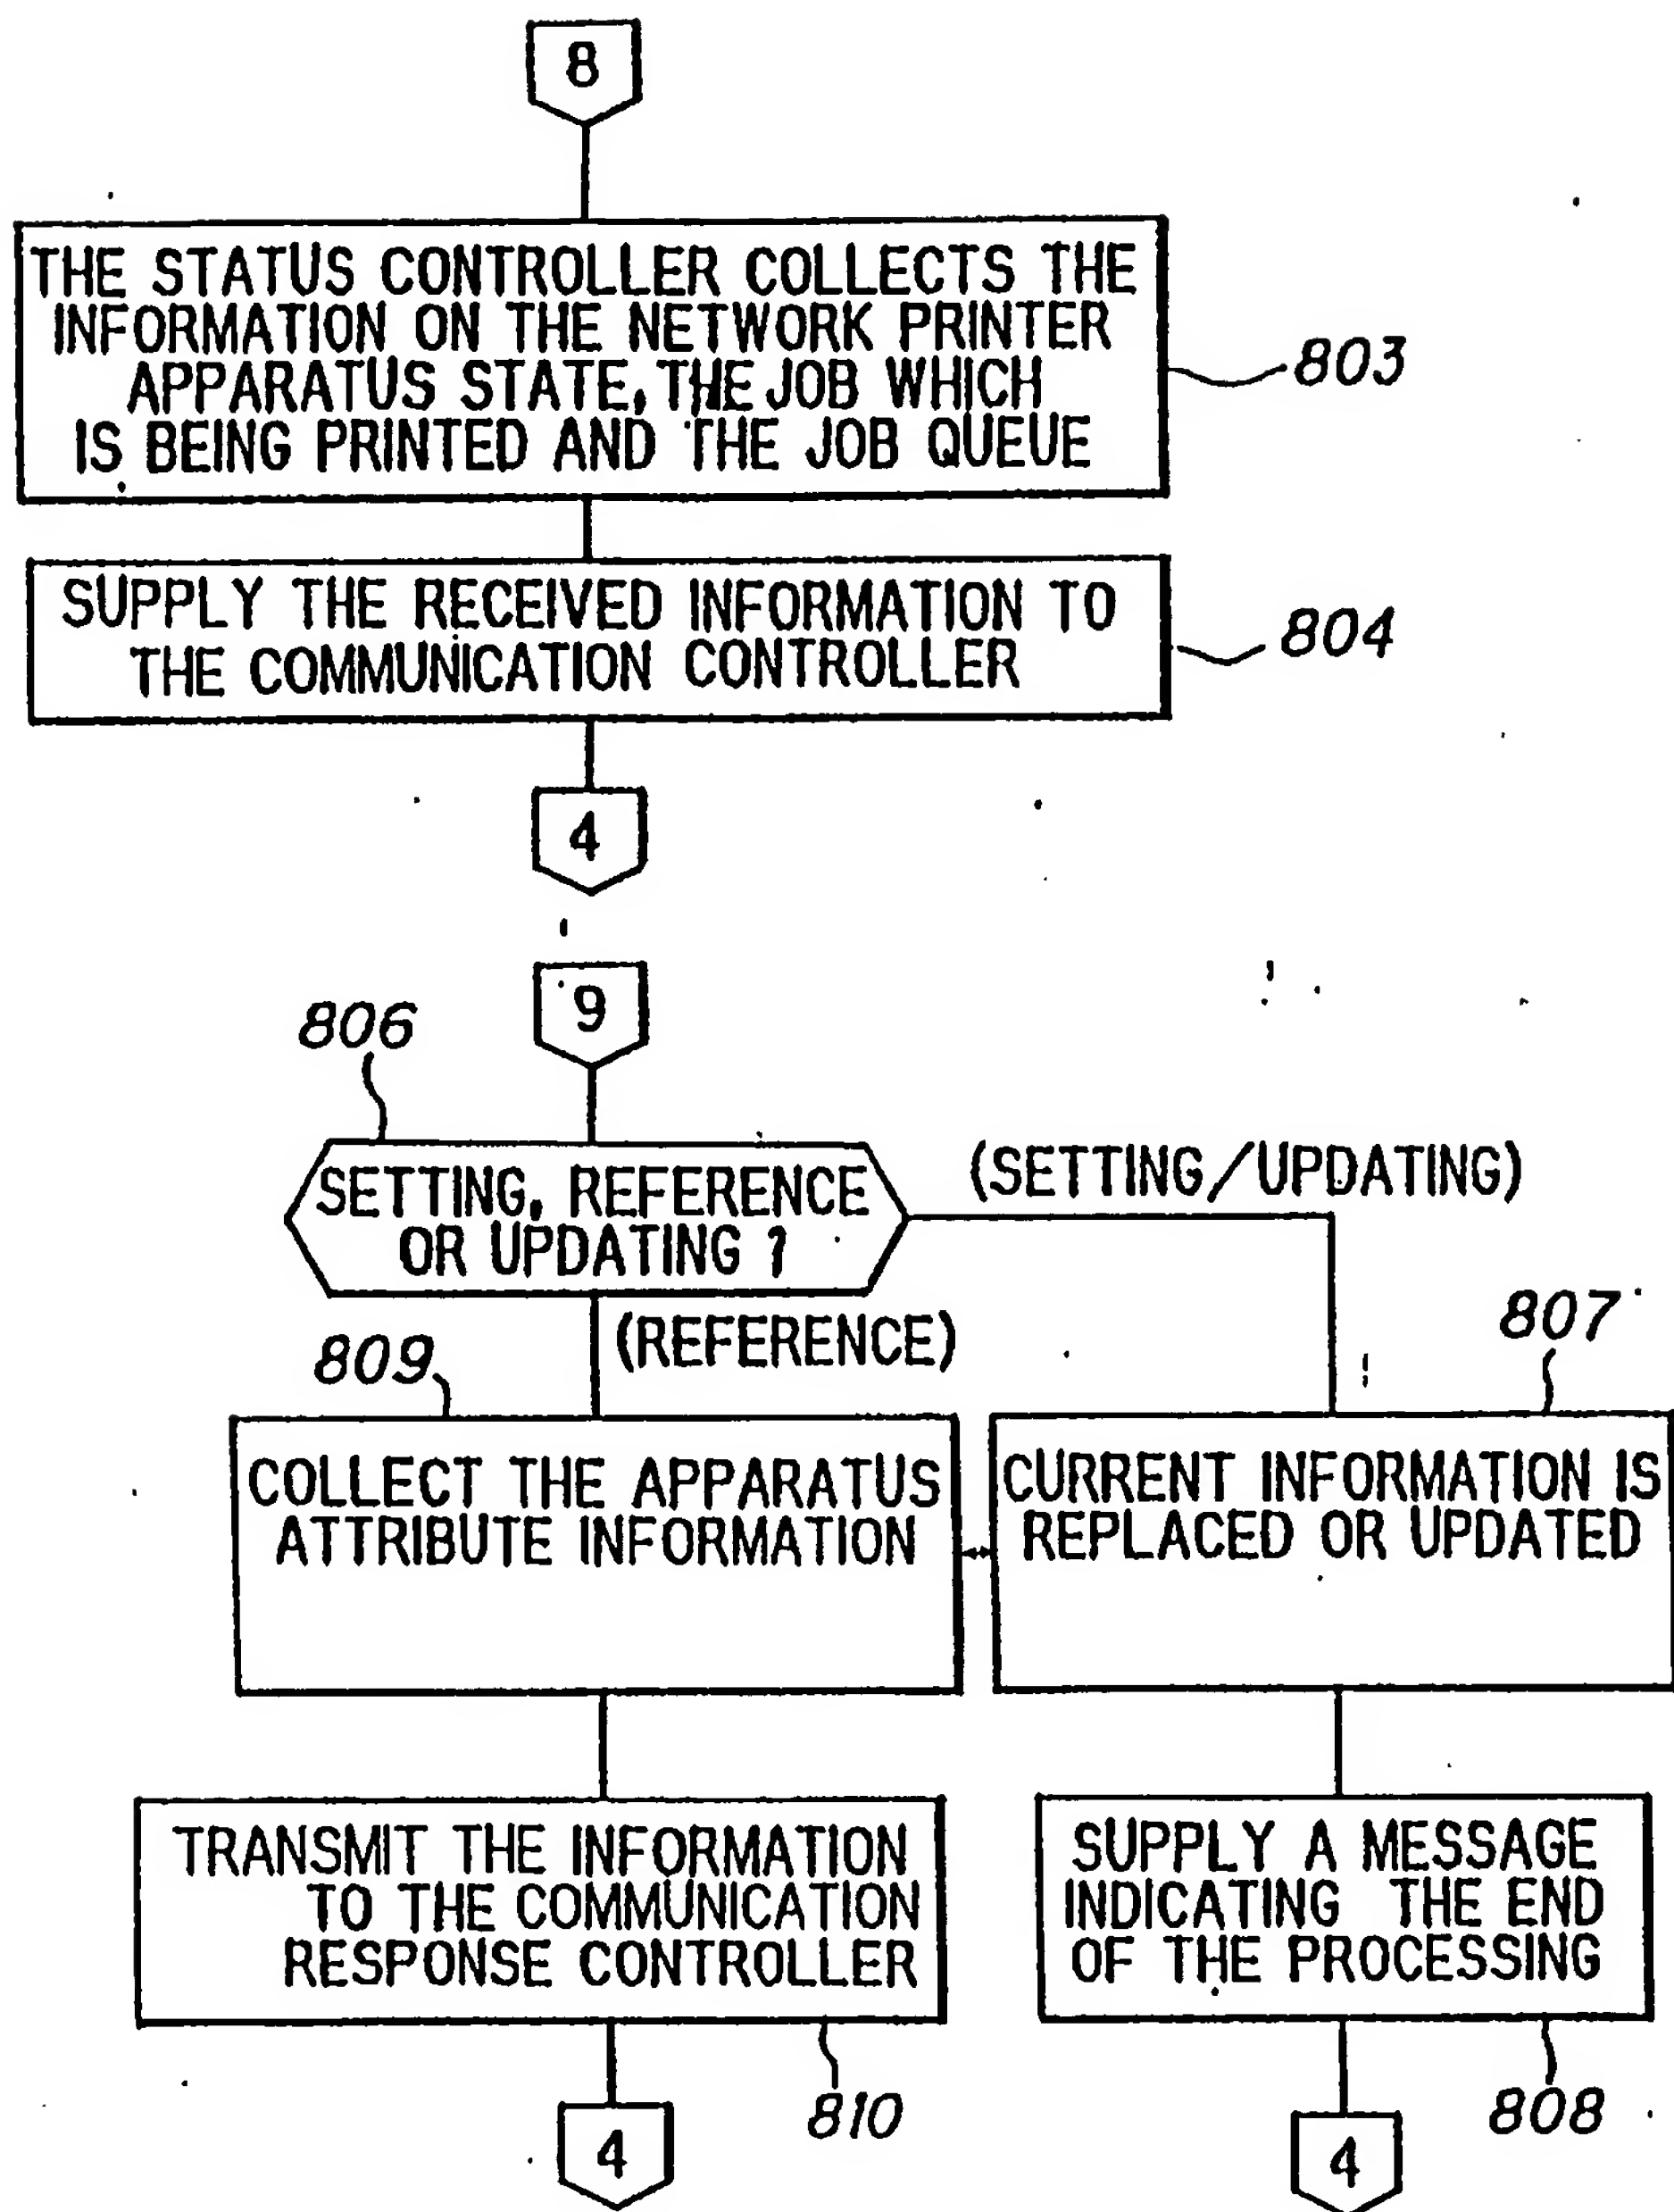 8
THE STATUS CONTROLLER COLLECTS THE
INFORMATION ON THE NETWORK PRINTER
APPARATUS STATE, THE JOB WHICH
IS BEING PRINTED AND THE JOB QUEUE
803
SUPPLY THE RECEIVED INFORMATION TO
THE COMMUNICATION CONTROLLER
804
4
9
806
SETTING, REFERENCE
OR UPDATING ?
(SETTING/UPDATING)
(REFERENCE)
809
807
COLLECT THE APPARATUS
ATTRIBUTE INFORMATION
CURRENT INFORMATION IS
REPLACED OR UPDATED
TRANSMIT THE INFORMATION
TO THE COMMUNICATION
RESPONSE CONTROLLER
SUPPLY A MESSAGE
INDICATING THE END
OF THE PROCESSING
810
808
4
4